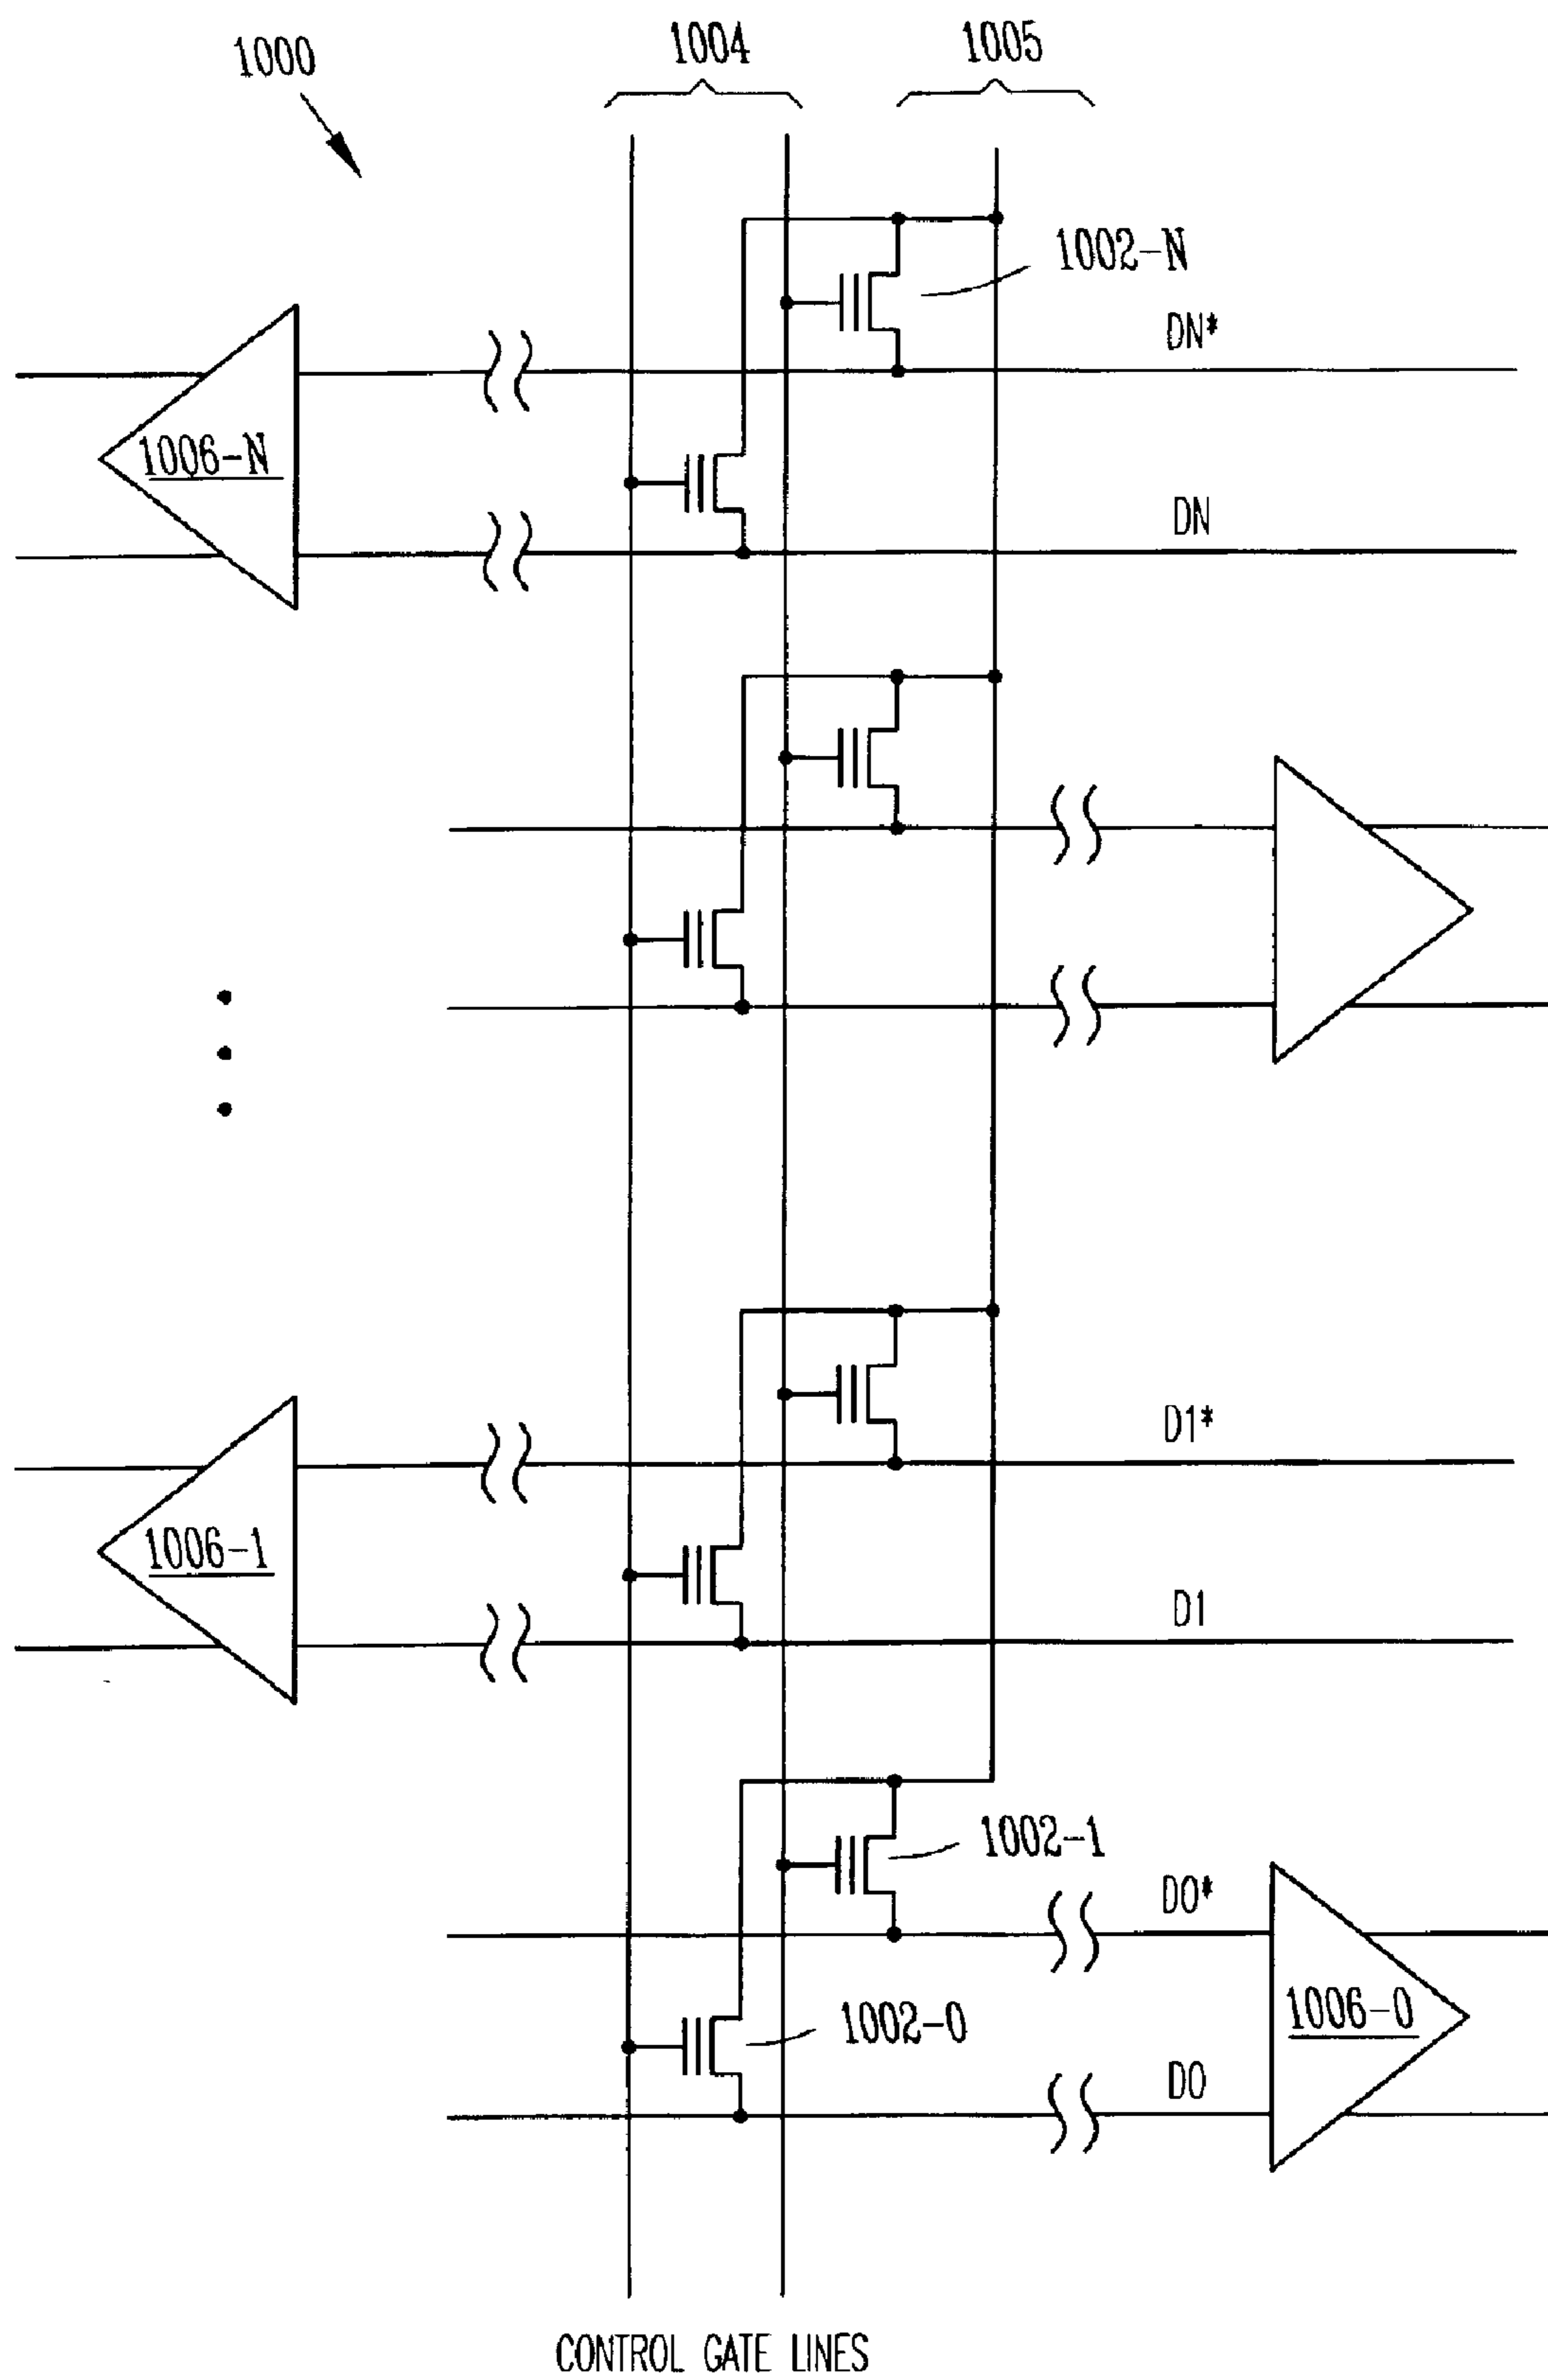 1000
1004
1005
1002-N
DN*
1006-N
DN
D1*
1006-1
D1
1002-1
D0*
1002-0
1006-0
D0
CONTROL GATE LINES